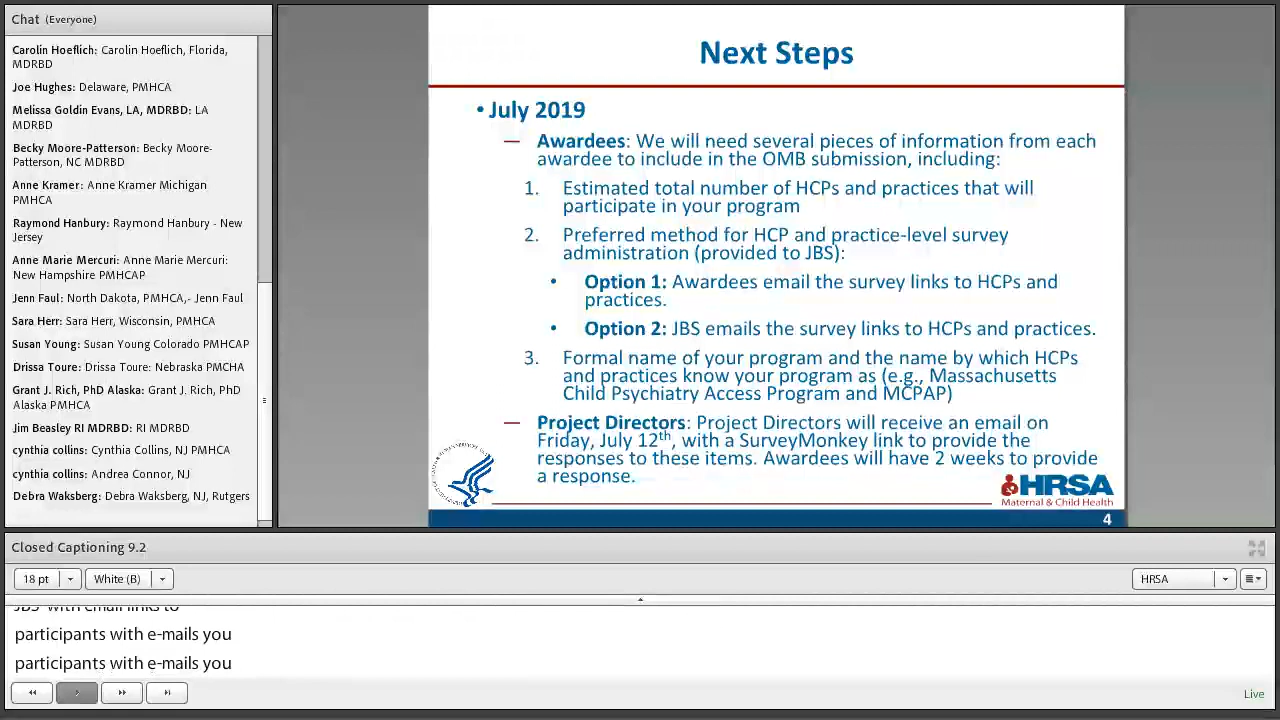 Chat (Everyone)
Carolin Hoeflich: Carolin Hoeflich, Florida,
MDRBD
Joe Hughes: Delaware, PMHCA
Melissa Goldin Evans, LA, MDRBD: LA
MDRBD
Becky Moore-Patterson: Becky Moore-
Patterson, NC MDRBD
Anne Kramer: Anne Kramer Michigan
PMHCA
Raymond Hanbury: Raymond Hanbury - New
Jersey
Anne Marie Mercuri: Anne Marie Mercuri:
New Hampshire PMHCAP
Jenn Faul: North Dakota, PMHCA,- Jenn Faul
Sara Herr: Sara Herr, Wisconsin, PMHCA
Susan Young: Susan Young Colorado PMHCAP
Drissa Toure: Drissa Toure: Nebraska PMCHA
Grant J. Rich, PhD Alaska: Grant J. Rich, PhD
Alaska PMHCA
Jim Beasley RI MDRBD: RI MDRBD
cynthia collins: Cynthia Collins, NJ PMHCA
cynthia collins: Andrea Connor, NJ
Debra Waksberg: Debra Waksberg, NJ, Rutgers
Next Steps
• July 2019
— Awardees: We will need several pieces of information from each
awardee to include in the OMB submission, including:
1. Estimated total number of HCPs and practices that will
participate in your program
2. Preferred method for HCP and practice-level survey
administration (provided to JBS):
• Option 1: Awardees email the survey links to HCPs and
practices.
• Option 2: JBS emails the survey links to HCPs and practices.
3. Formal name of your program and the name by which HCPs
and practices know your program as (e.g., Massachusetts
Child Psychiatry Access Program and MCPAP)
— Project Directors: Project Directors will receive an email on
Friday, July 12th, with a SurveyMonkey link to provide the
responses to these items. Awardees will have 2 weeks to provide
a response.
HRSA
Maternal & Child Health
4
Closed Captioning 9.2
18 pt White (B) HRSA
JBS with email links to
participants with e-mails you
participants with e-mails you
Live